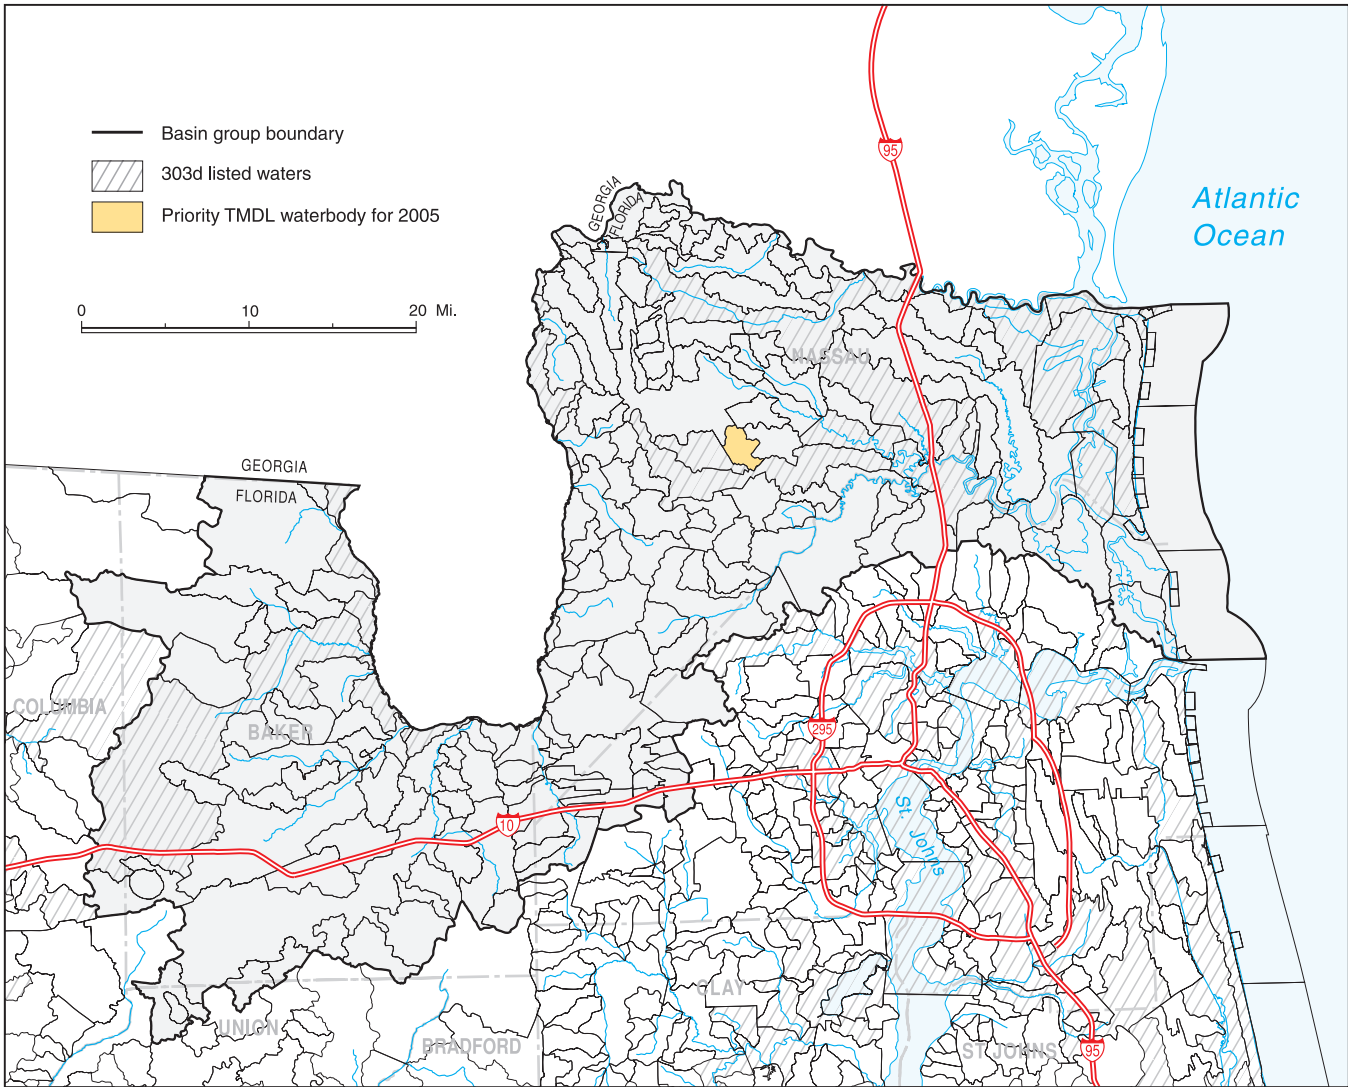 Basin group boundary
303d listed waters
Priority TMDL waterbody for 2005
0 10 20 Mi.
95
Atlantic
Ocean
GEORGIA
FLORIDA
NASSAU
GEORGIA
FLORIDA
COLUMBIA
BAKER
295
10
St. Johns
CLAY
UNION
BRADFORD
ST JOHNS
95